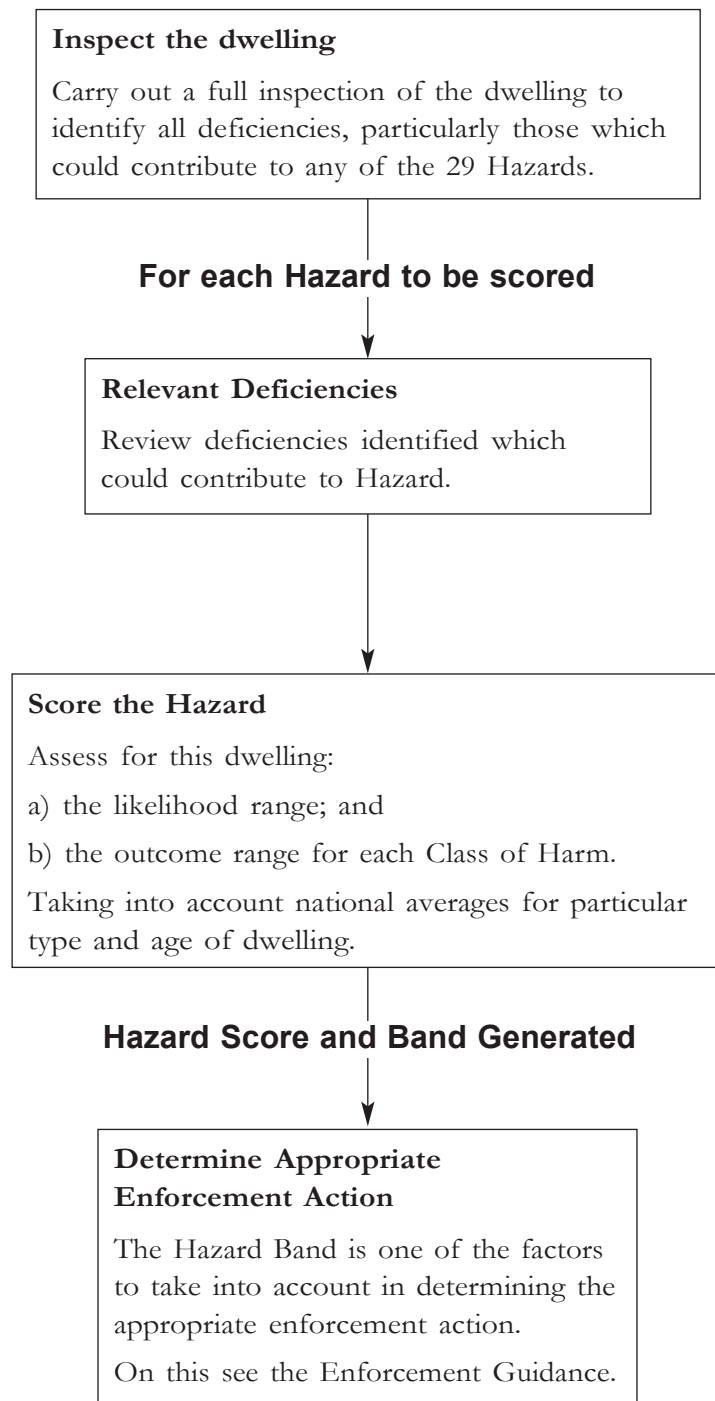 Inspect the dwelling
Carry out a full inspection of the dwelling to
identify all deficiencies, particularly those which
could contribute to any of the 29 Hazards.
For each Hazard to be scored
Relevant Deficiencies
Review deficiencies identified which
could contribute to Hazard.
Score the Hazard
Assess for this dwelling:
a) the likelihood range; and
b) the outcome range for each Class of Harm.
Taking into account national averages for particular
type and age of dwelling.
Hazard Score and Band Generated
Determine Appropriate
Enforcement Action
The Hazard Band is one of the factors
to take into account in determining the
appropriate enforcement action.
On this see the Enforcement Guidance.